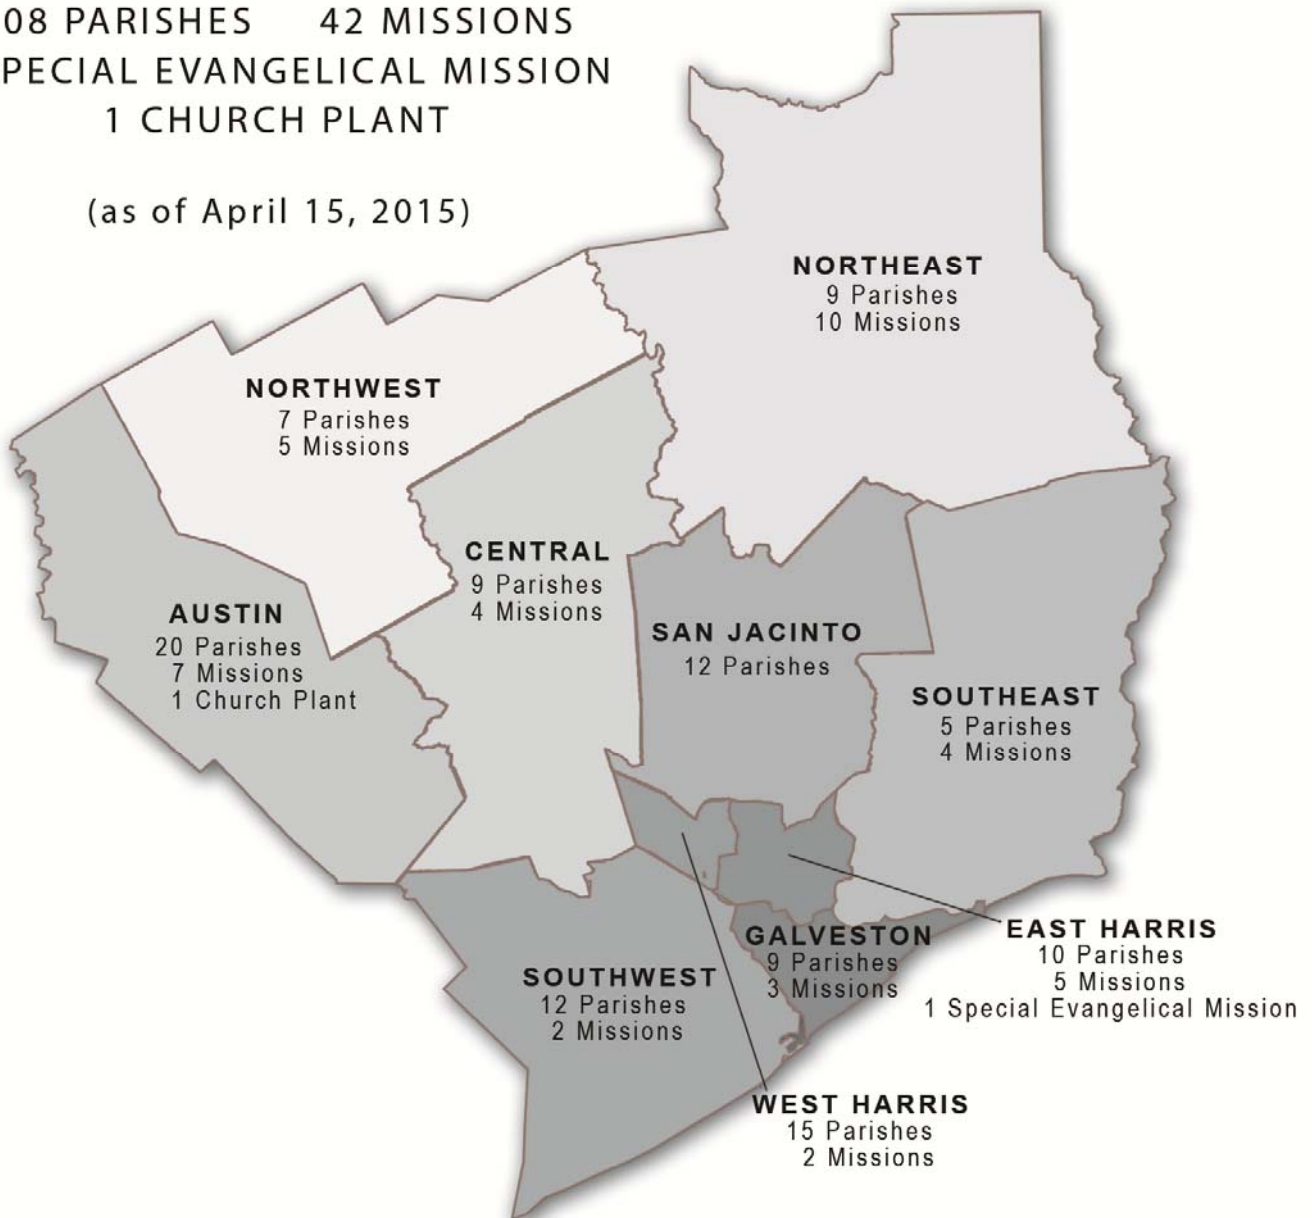 08 PARISHES 42 MISSIONS
PECIAL EVANGELICAL MISSION
1 CHURCH PLANT
(as of April 15, 2015)
NORTHEAST
9 Parishes
10 Missions
NORTHWEST
7 Parishes
5 Missions
CENTRAL
9 Parishes
4 Missions
AUSTIN
20 Parishes
7 Missions
1 Church Plant
SAN JACINTO
12 Parishes
SOUTHEAST
5 Parishes
4 Missions
EAST HARRIS
10 Parishes
5 Missions
1 Special Evangelical Mission
GALVESTON
9 Parishes
3 Missions
SOUTHWEST
12 Parishes
2 Missions
WEST HARRIS
15 Parishes
2 Missions